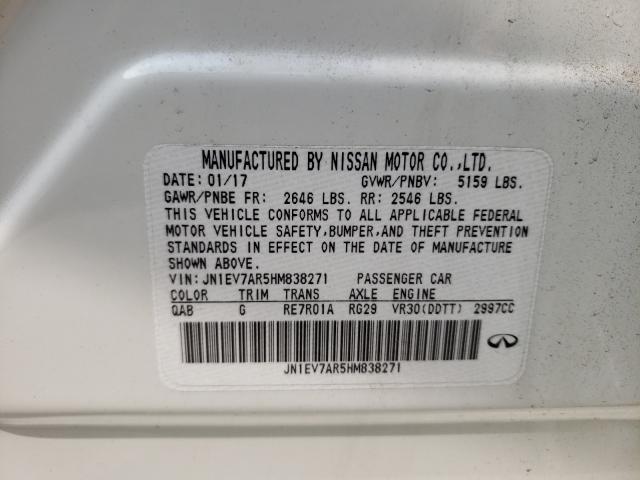 MANUFACTURED BY NISSAN MOTOR CO.,LTD.
DATE: 01/17 GVWR/PNBV: 5159 LBS.
GAWR/PNBE FR: 2646 LBS. RR: 2546 LBS.
THIS VEHICLE CONFORMS TO ALL APPLICABLE FEDERAL
MOTOR VEHICLE SAFETY,BUMPER,AND THEFT PREVENTION
STANDARDS IN EFFECT ON THE DATE OF MANUFACTURE
SHOWN ABOVE.
VIN: JN1EV7AR5HM838271 PASSENGER CAR
COLOR TRIM TRANS AXLE ENGINE
QAB G RE7R01A RG29 VR30(DDTT) 2997CC
JN1EV7AR5HM838271